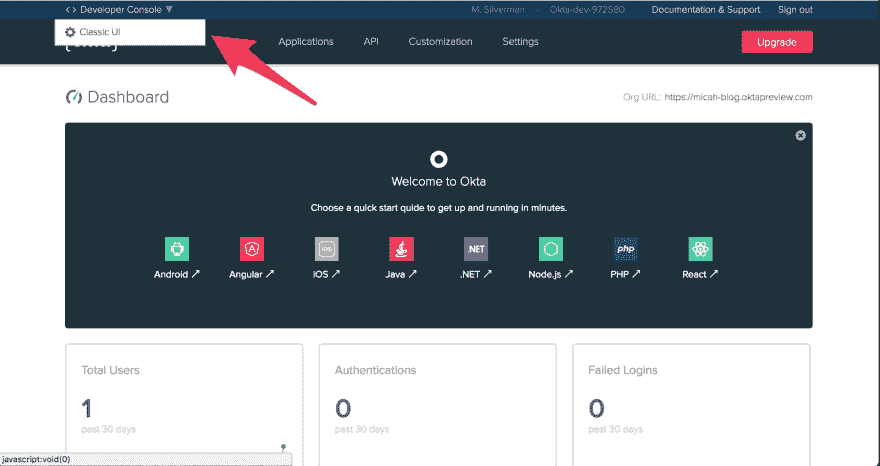 <> Developer Console
M. Silverman · Okta-dev-972580 Documentation & Support Sign out
Classic UI
Applications API Customization Settings Upgrade
Dashboard
Org URL: https://micah-blog.oktapreview.com
Welcome to Okta
Choose a quick start guide to get up and running in minutes.
iOS .NET php
Android ↗ Angular ↗ iOS ↗ Java ↗ .NET ↗ Node.js ↗ PHP ↗ React ↗
Total Users Authentications Failed Logins
1 0 0
past 30 days past 30 days past 30 days
javascript:void(0)